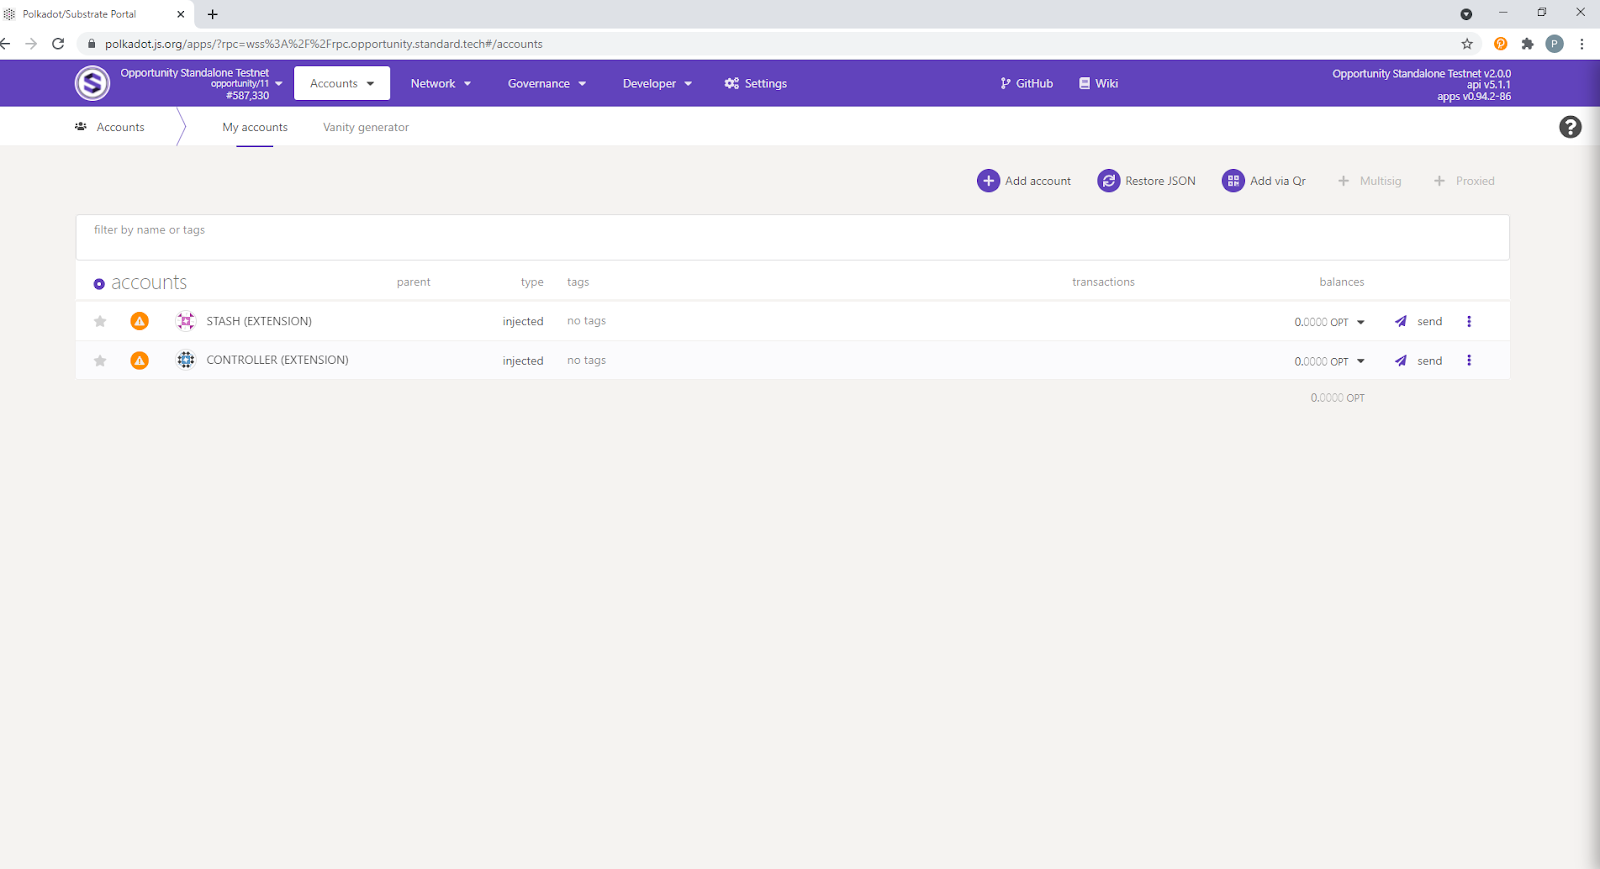 Polkadot/Substrate Portal
polkadot.js.org/apps/?rpc=wss%3A%2F%2Frpc.opportunity.standard.tech#/accounts
P
Opportunity Standalone Testnet
opportunity/11
#587,330
Accounts
Network
Governance
Developer
Settings
GitHub
Wiki
Opportunity Standalone Testnet v2.0.0
api v5.1.1
apps v0.94.2-86
Accounts
My accounts
Vanity generator
Add account
Restore JSON
Add via Qr
Multisig
Proxied
filter by name or tags
accounts parent type tags transactions balances
STASH (EXTENSION) injected no tags 0.0000 OPT send
CONTROLLER (EXTENSION) injected no tags 0.0000 OPT send
0.0000 OPT